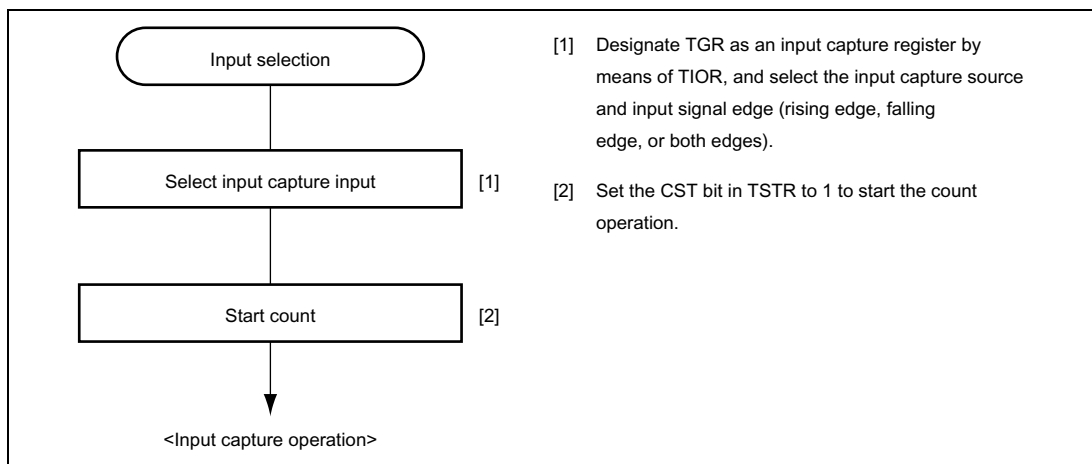 Input selection
Select input capture input
[1]
Start count
[2]
<Input capture operation>
[1] Designate TGR as an input capture register by
means of TIOR, and select the input capture source
and input signal edge (rising edge, falling
edge, or both edges).
[2] Set the CST bit in TSTR to 1 to start the count
operation.